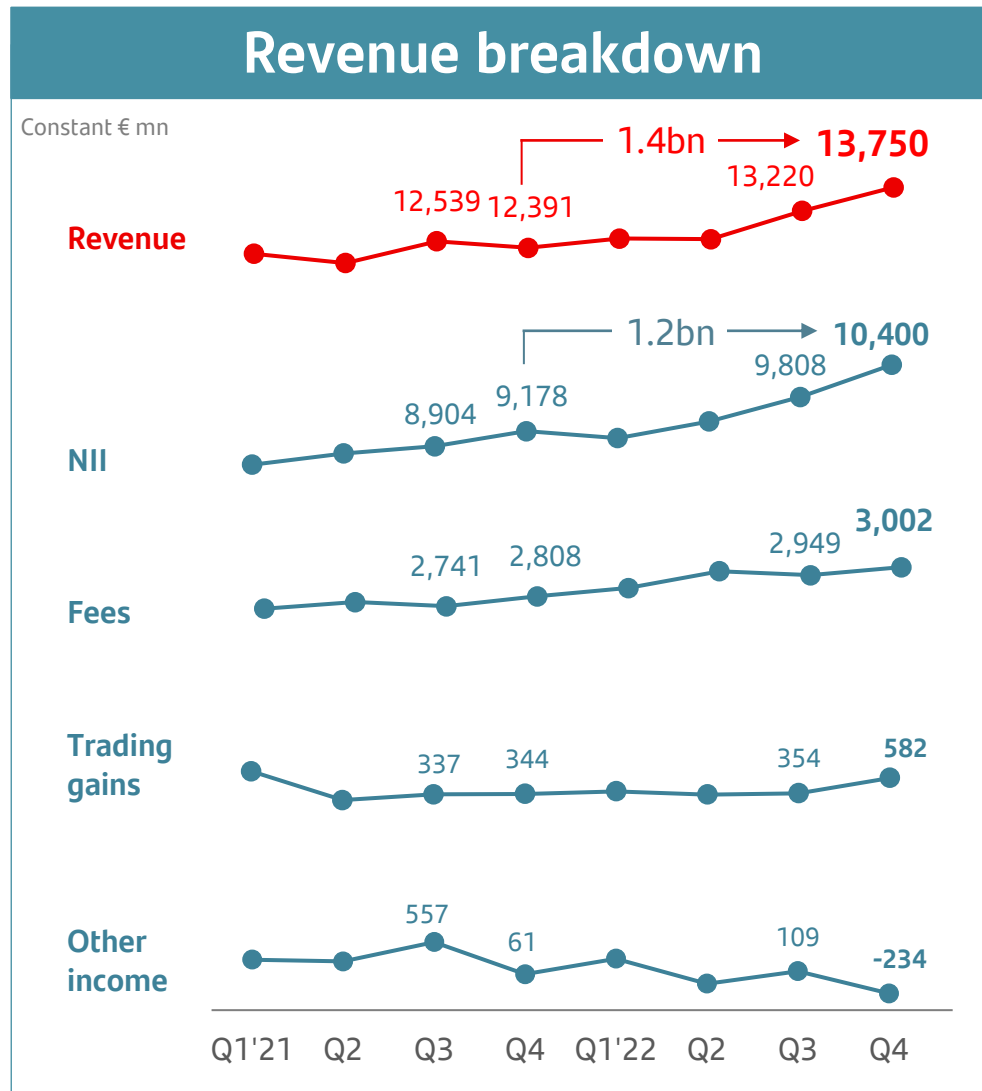 Revenue breakdown
Constant € mn
1.4bn
13,750
13,220
12,539
12,391
Revenue
1.2bn
10,400
9,808
9,178
8,904
NII
3,002
2,949
2,808
2,741
Fees
Trading
gains
337
344
354
582
Other
income
557
61
109
-234
Q1'21 Q2 Q3 Q4 Q1'22 Q2 Q3 Q4